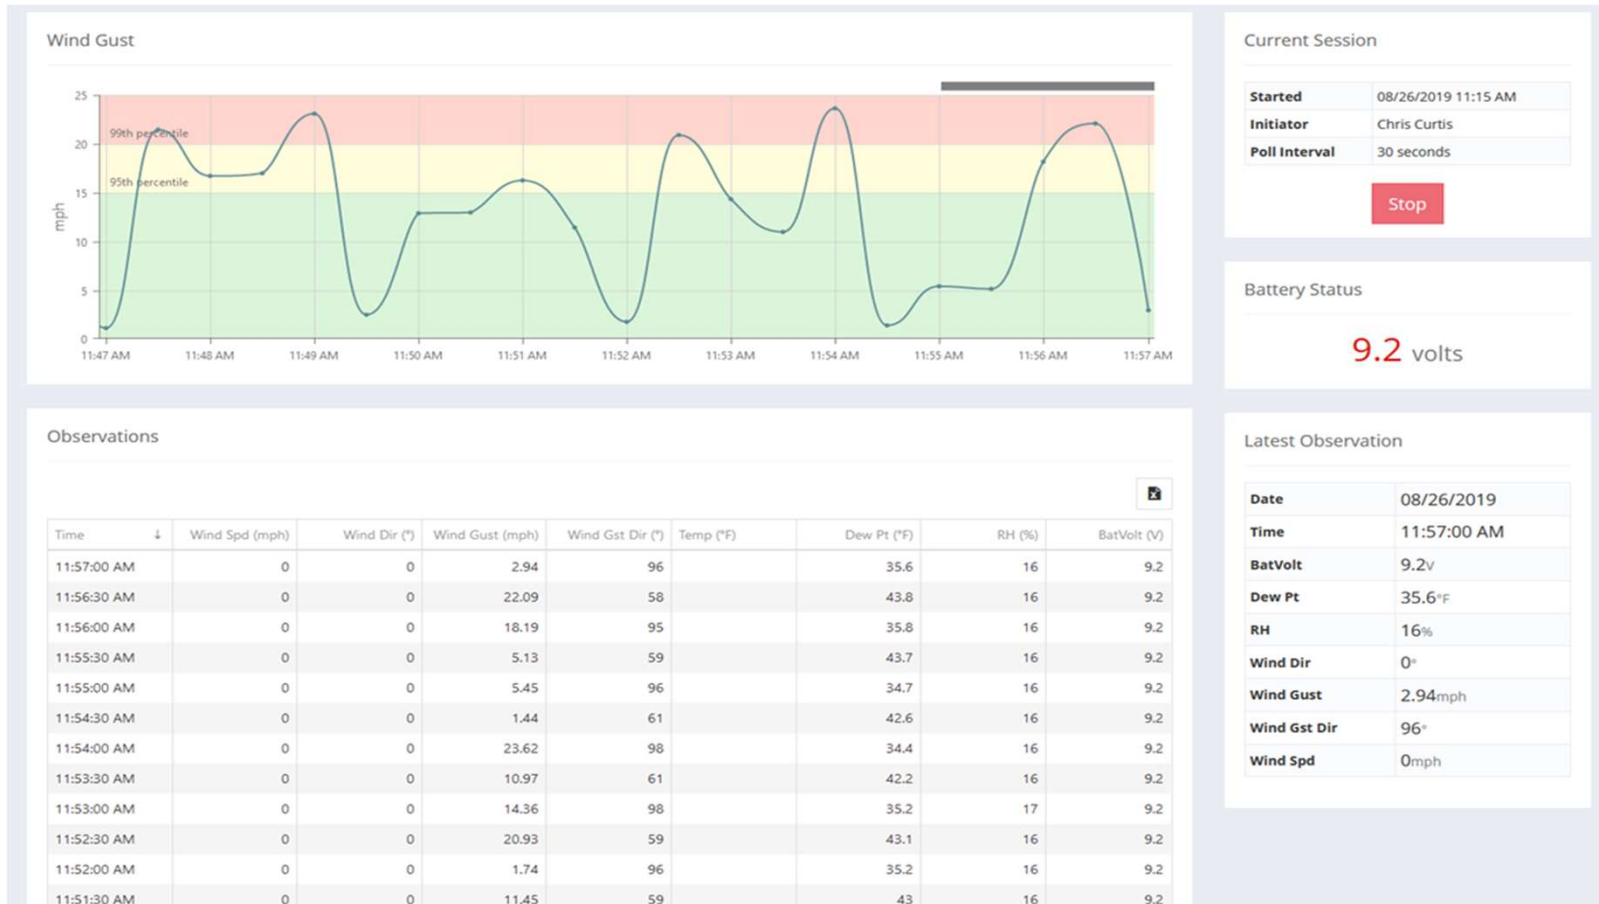 Wind Gust
25
20
15
10
5
0
mph
99th percentile
95th percentile
11:47 AM 11:48 AM 11:49 AM 11:50 AM 11:51 AM 11:52 AM 11:53 AM 11:54 AM 11:55 AM 11:56 AM 11:57 AM
Current Session
Started 08/26/2019 11:15 AM
Initiator Chris Curtis
Poll Interval 30 seconds
Stop
Battery Status
9.2 volts
Observations
Time ↓ Wind Spd (mph) Wind Dir (°) Wind Gust (mph) Wind Gst Dir (°) Temp (°F) Dew Pt (°F) RH (%) BatVolt (V)
11:57:00 AM 0 0 2.94 96 35.6 16 9.2
11:56:30 AM 0 0 22.09 58 43.8 16 9.2
11:56:00 AM 0 0 18.19 95 35.8 16 9.2
11:55:30 AM 0 0 5.13 59 43.7 16 9.2
11:55:00 AM 0 0 5.45 96 34.7 16 9.2
11:54:30 AM 0 0 1.44 61 42.6 16 9.2
11:54:00 AM 0 0 23.62 98 34.4 16 9.2
11:53:30 AM 0 0 10.97 61 42.2 16 9.2
11:53:00 AM 0 0 14.36 98 35.2 17 9.2
11:52:30 AM 0 0 20.93 59 43.1 16 9.2
11:52:00 AM 0 0 1.74 96 35.2 16 9.2
11:51:30 AM 0 0 11.45 59 43 16 9.2
Latest Observation
Date 08/26/2019
Time 11:57:00 AM
BatVolt 9.2V
Dew Pt 35.6°F
RH 16%
Wind Dir 0°
Wind Gust 2.94mph
Wind Gst Dir 96°
Wind Spd 0mph